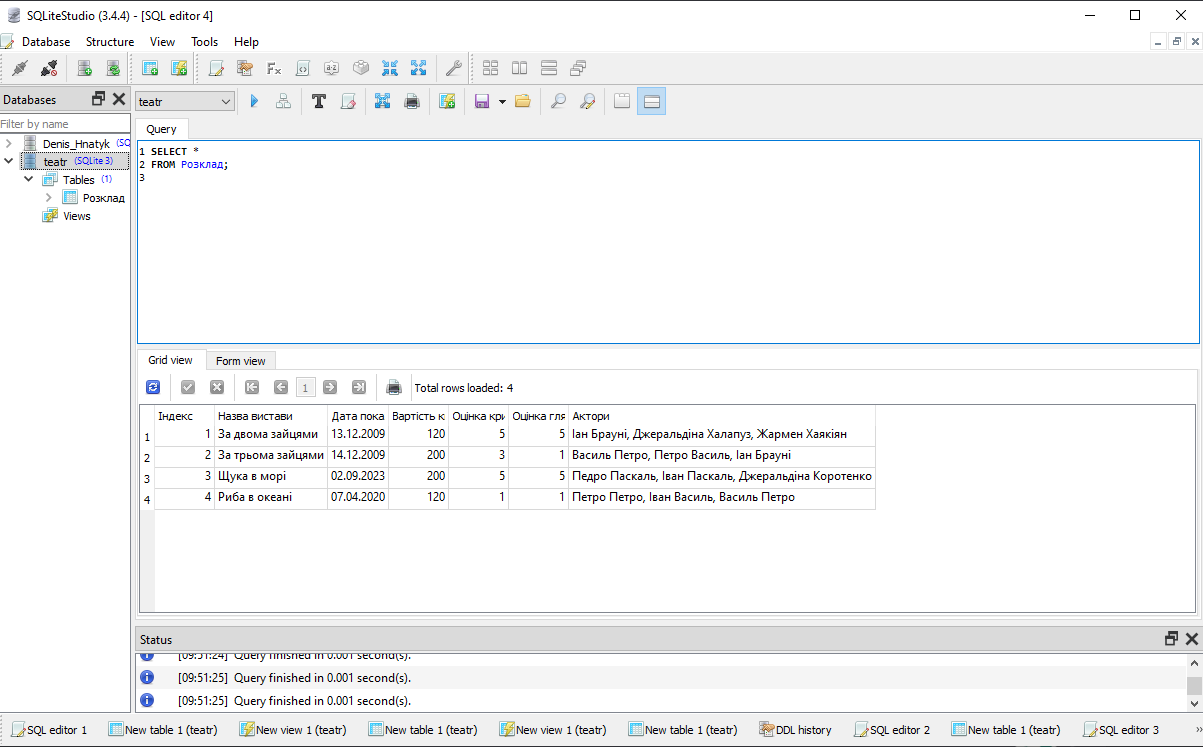 SQLiteStudio (3.4.4) - [SQL editor 4]
Database Structure View Tools Help
Databases
teatr
Filter by name
Query
Denis_Hnatyk (SQ
teatr (SQLite 3)
Tables (1)
Розклад
Views
1 SELECT *
2 FROM Розклад;
3
Grid view Form view
1
Total rows loaded: 4
Індекс Назва вистави Дата пока Вартість к Оцінка кри Оцінка гля Актори
1 1 За двома зайцями 13.12.2009 120 5 5 Іан Брауні, Джеральдіна Халапуз, Жармен Хаякіян
2 2 За трьома зайцями 14.12.2009 200 3 1 Василь Петро, Петро Василь, Іан Брауні
3 3 Щука в морі 02.09.2023 200 5 5 Педро Паскаль, Іван Паскаль, Джеральдіна Коротенко
4 4 Риба в океані 07.04.2020 120 1 1 Петро Петро, Іван Василь, Василь Петро
Status
[09:51:24] Query finished in 0.001 second(s).
[09:51:25] Query finished in 0.001 second(s).
[09:51:25] Query finished in 0.001 second(s).
SQL editor 1 New table 1 (teatr) New view 1 (teatr) New table 1 (teatr) New view 1 (teatr) New table 1 (teatr) DDL history SQL editor 2 New table 1 (teatr) SQL editor 3